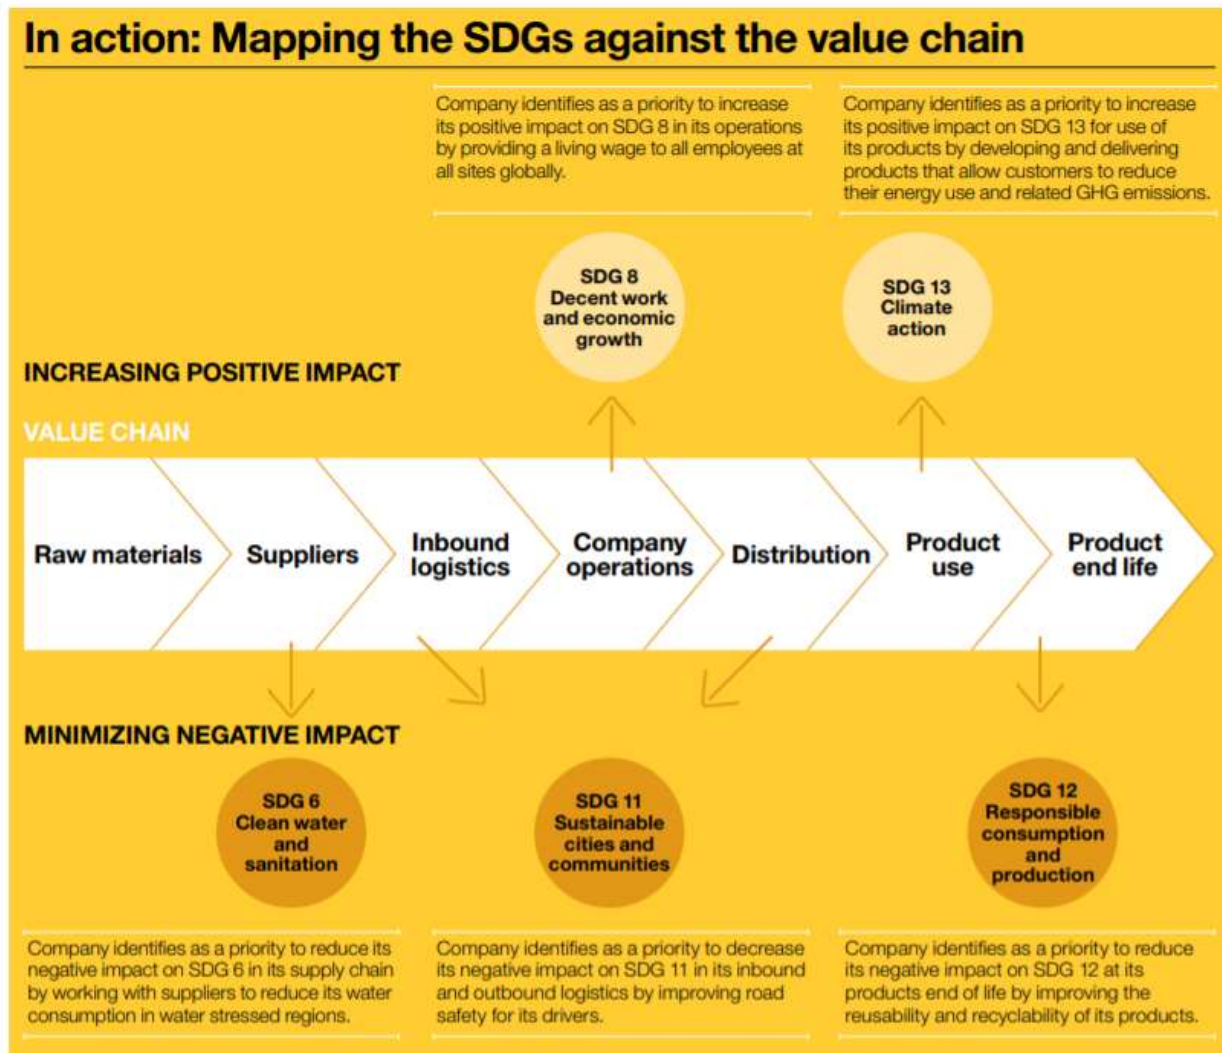 In action: Mapping the SDGs against the value chain
Company identifies as a priority to increase
its positive impact on SDG 8 in its operations
by providing a living wage to all employees at
all sites globally.
Company identifies as a priority to increase
its positive impact on SDG 13 for use of
its products by developing and delivering
products that allow customers to reduce
their energy use and related GHG emissions.
SDG 8
Decent work
and economic
growth
SDG 13
Climate
action
INCREASING POSITIVE IMPACT
VALUE CHAIN
Raw materials
Suppliers
Inbound
logistics
Company
operations
Distribution
Product
use
Product
end life
MINIMIZING NEGATIVE IMPACT
SDG 6
Clean water
and
sanitation
SDG 11
Sustainable
cities and
communities
SDG 12
Responsible
consumption
and
production
Company identifies as a priority to reduce its
negative impact on SDG 6 in its supply chain
by working with suppliers to reduce its water
consumption in water stressed regions.
Company identifies as a priority to decrease
its negative impact on SDG 11 in its inbound
and outbound logistics by improving road
safety for its drivers.
Company identifies as a priority to reduce
its negative impact on SDG 12 at its
products end of life by improving the
reusability and recyclability of its products.